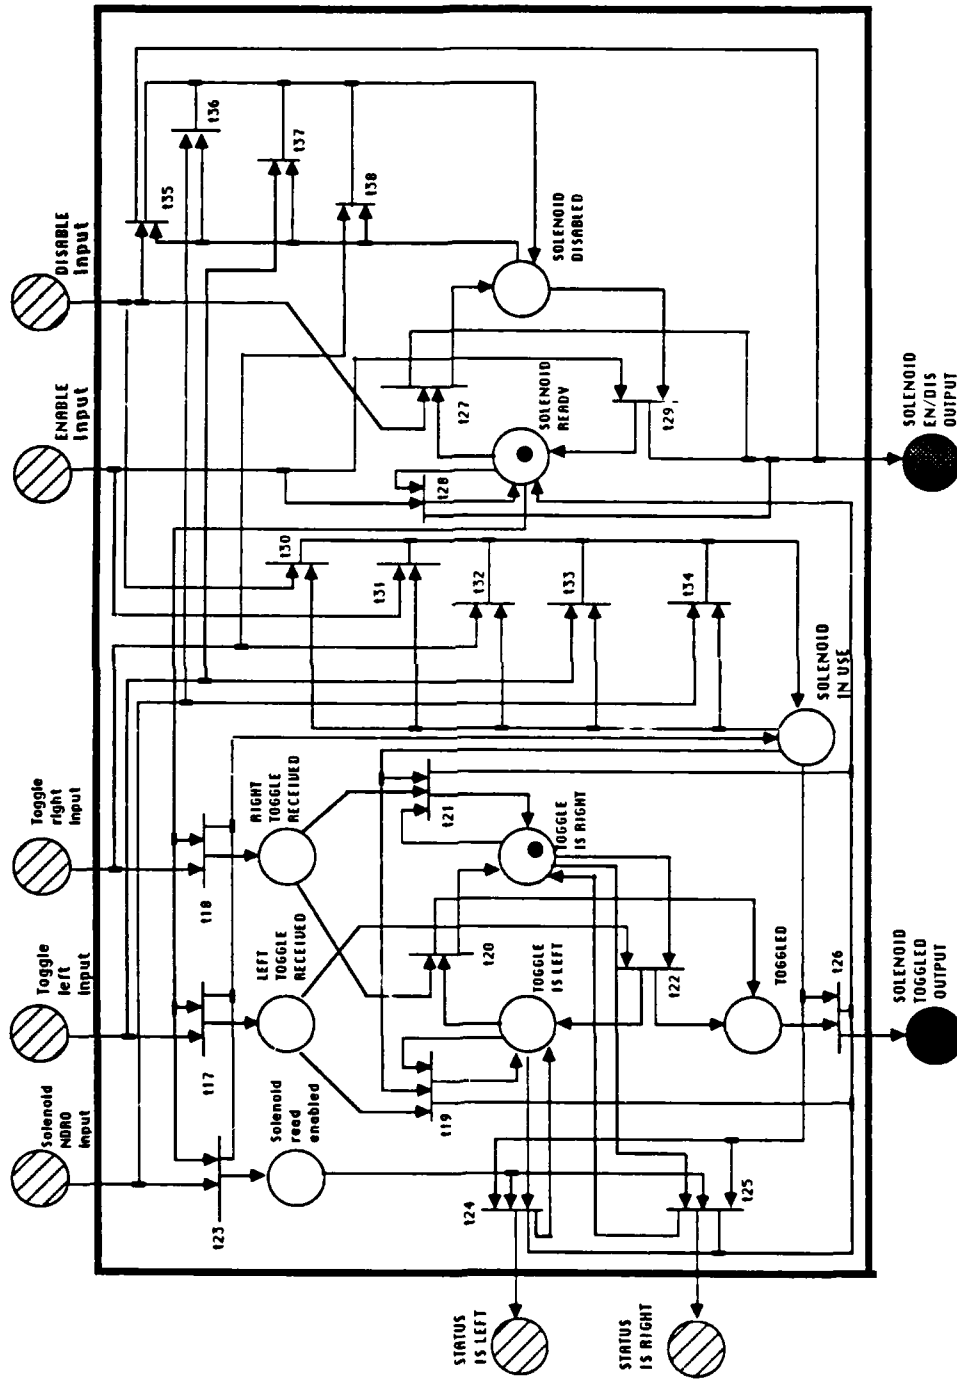 DISABLE
Input
ENABLE
Input
Toggle
right
Input
Toggle
left
Input
Solenoid
NDRO
Input
t35
t36
t37
t38
SOLENOID
DISABLED
t27
SOLENOID
READY
t29
t28
SOLENOID
EN/DIS
OUTPUT
t30
t31
t32
t33
t34
SOLENOID
IN USE
RIGHT
TOGGLE
RECEIVED
t18
t21
TOGGLE
IS RIGHT
LEFT
TOGGLE
RECEIVED
t17
t20
TOGGLE
IS LEFT
t22
TOGGLED
t26
SOLENOID
TOGGLED
OUTPUT
Solenoid
read
enabled
t19
t23
t24
t25
STATUS
IS LEFT
STATUS
IS RIGHT